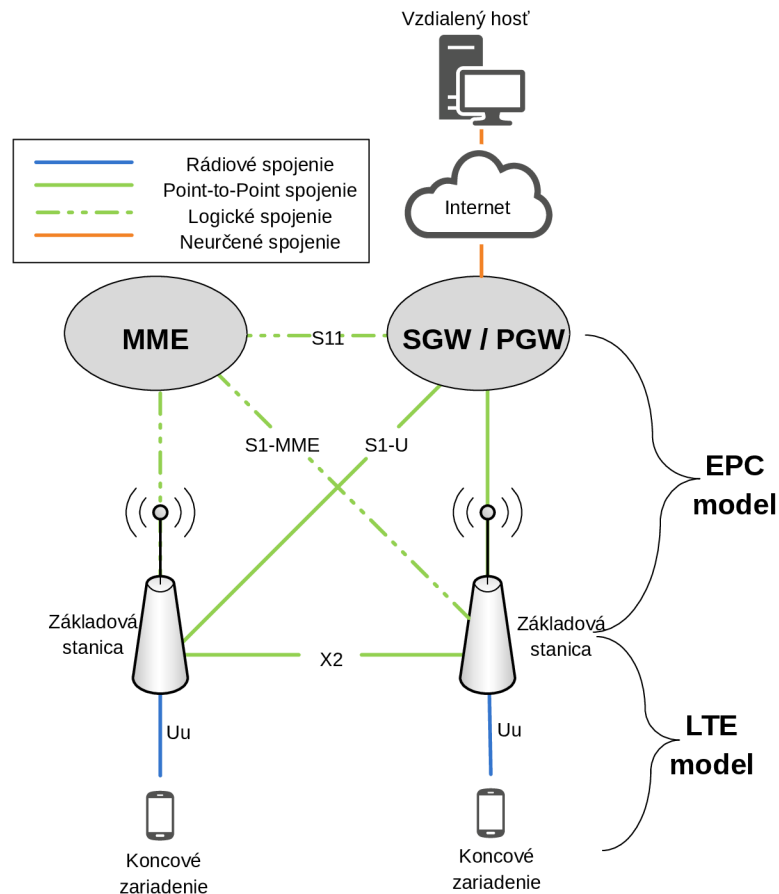 Vzdialený hosť
Rádiové spojenie
Point-to-Point spojenie
Logické spojenie
Neurčené spojenie
Internet
MME
SGW / PGW
S11
S1-MME
S1-U
EPC
model
Základová
stanica
Základová
stanica
X2
Uu
Uu
LTE
model
Koncové
zariadenie
Koncové
zariadenie